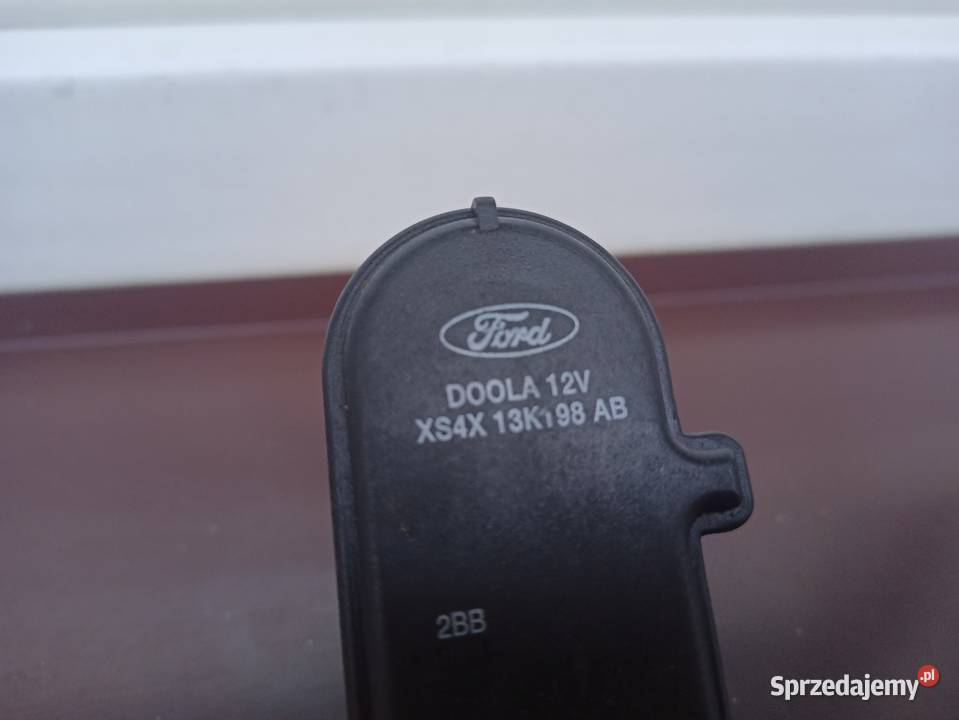 Ford
DOOLA 12V
XS4X 13K198 AB
2BB
Sprzedajemy.pl